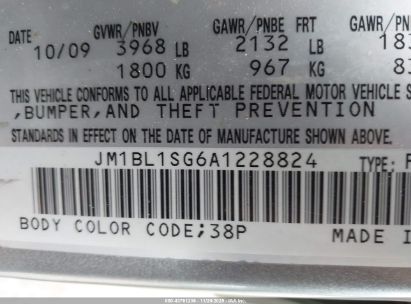 GVWR/PNBV GAWR/PNBE FRT GAWR/PN
DATE 10/09 3968 LB 2132 LB
1800 KG 967 KG
THIS VEHICLE CONFORMS TO ALL APPLICABLE FEDERAL MOTOR VEHICLE
,BUMPER,AND THEFT PREVENTION
STANDARDS IN EFFECT ON THE DATE OF MANUFACTURE SHOWN ABOVE.
JM1BL1SG6A1228824 TYPE:
BODY COLOR CODE;38P MADE I